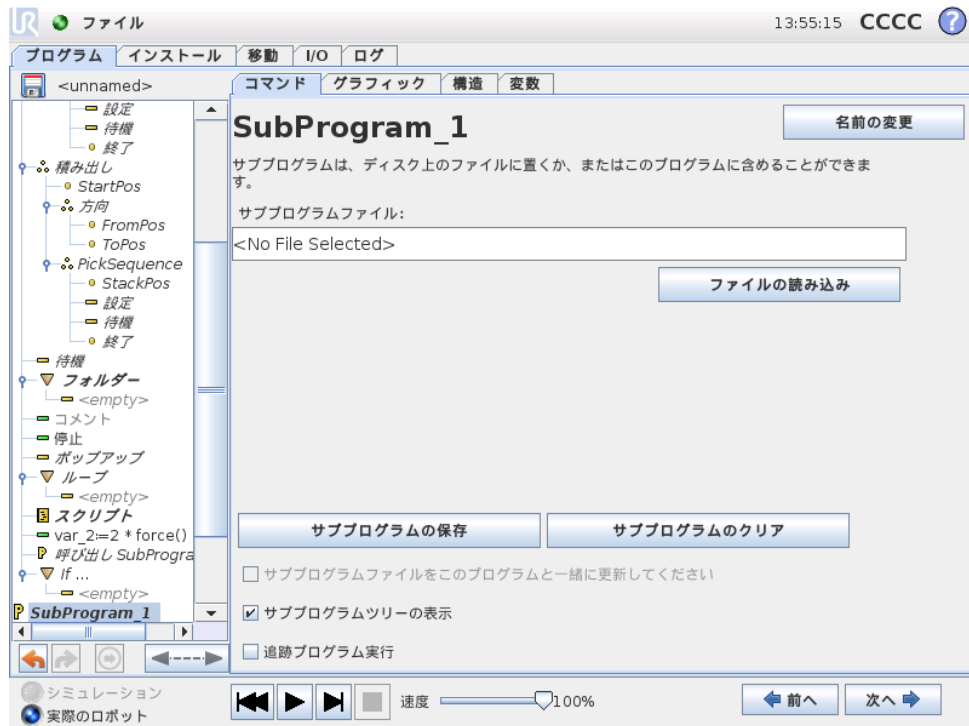 UR ファイル 13:55:15 CCCC ?
プログラム インストール 移動 I/O ログ
<unnamed>
コマンド グラフィック 構造 変数
設定
待機
終了
積み出し
StartPos
方向
FromPos
ToPos
PickSequence
StackPos
設定
待機
終了
待機
フォルダー
<empty>
コメント
停止
ポップアップ
ループ
<empty>
スクリプト
var_2:=2 * force()
呼び出し SubProgra
If ...
<empty>
SubProgram_1
SubProgram_1
名前の変更
サブプログラムは、ディスク上のファイルに置くか、またはこのプログラムに含めることができま
す。
サブプログラムファイル:
<No File Selected>
ファイルの読み込み
サブプログラムの保存 サブプログラムのクリア
サブプログラムファイルをこのプログラムと一緒に更新してください
サブプログラムツリーの表示
追跡プログラム実行
シミュレーション
実際のロボット
速度 100%
前へ 次へ